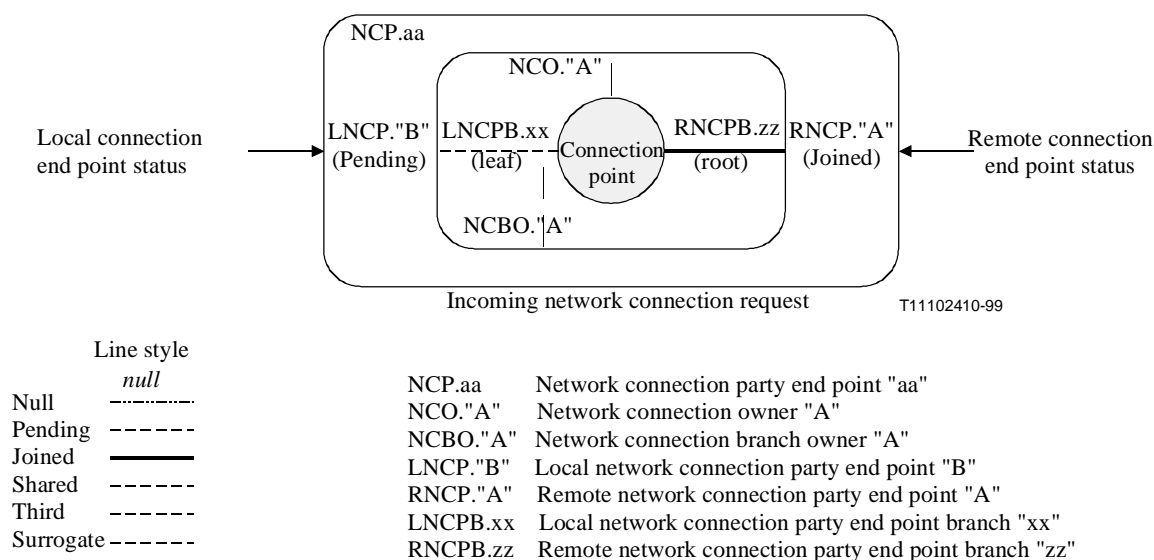 NCP.aa
NCO."A"
Local connection
end point status
LNCP."B"
(Pending)
LNCPB.xx
(leaf)
Connection
point
RNCPB.zz
(root)
RNCP."A"
(Joined)
Remote connection
end point status
NCBO."A"
Incoming network connection request
T11102410-99
Line style
null
Null
Pending
Joined
Shared
Third
Surrogate
NCP.aa Network connection party end point "aa"
NCO."A" Network connection owner "A"
NCBO."A" Network connection branch owner "A"
LNCP."B" Local network connection party end point "B"
RNCP."A" Remote network connection party end point "A"
LNCPB.xx Local network connection party end point branch "xx"
RNCPB.zz Remote network connection party end point branch "zz"